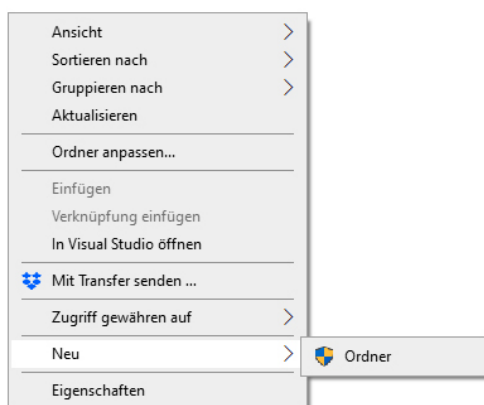 Ansicht
Sortieren nach
Gruppieren nach
Aktualisieren
Ordner anpassen...
Einfügen
Verknüpfung einfügen
In Visual Studio öffnen
Mit Transfer senden ...
Zugriff gewähren auf
Neu
Ordner
Eigenschaften